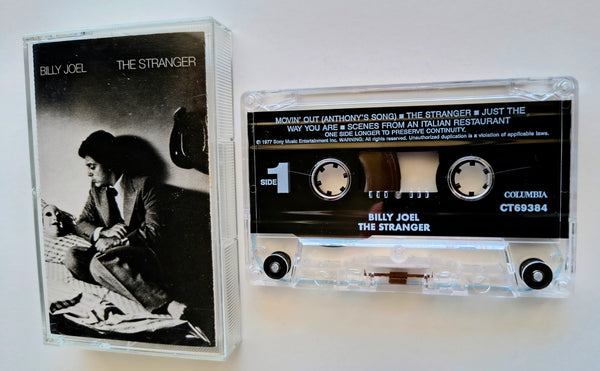 BILLY JOEL THE STRANGER
MOVIN' OUT (ANTHONY'S SONG) ■ THE STRANGER ■ JUST THE
WAY YOU ARE ■ SCENES FROM AN ITALIAN RESTAURANT
ONE SIDE LONGER TO PRESERVE CONTINUITY.
℗ 1977 Sony Music Entertainment Inc. WARNING: All rights reserved. Unauthorized duplication is a violation of applicable laws.
SIDE 1
COLUMBIA
CT69384
BILLY JOEL
THE STRANGER